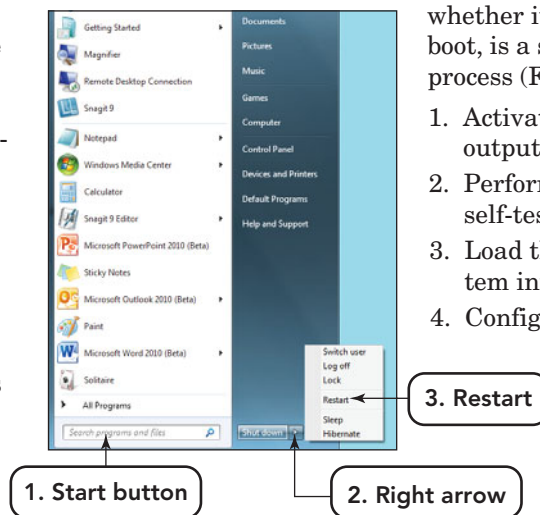 Getting Started
Magnifier
Remote Desktop Connection
Snagit 9
Notepad
Windows Media Center
Calculator
Snagit 9 Editor
Microsoft PowerPoint 2010 (Beta)
Sticky Notes
Microsoft Outlook 2010 (Beta)
Paint
Microsoft Word 2010 (Beta)
Solitaire
All Programs
Search programs and files
Documents
Pictures
Music
Games
Computer
Control Panel
Devices and Printers
Default Programs
Help and Support
Shut down
Switch user
Log off
Lock
Restart
Sleep
Hibernate
1. Start button
2. Right arrow
3. Restart
whether i
boot, is a s
process (F
1. Activa
output
2. Perform
self-tes
3. Load th
tem in
4. Config